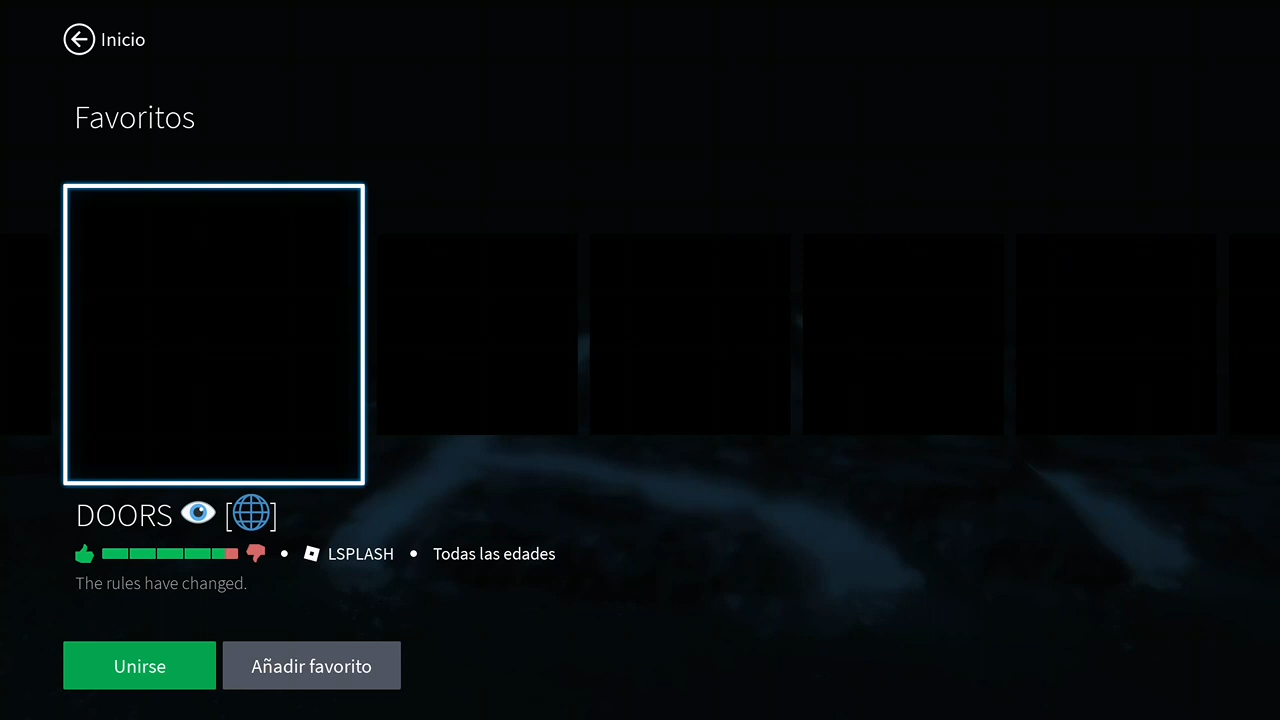 Inicio
Favoritos
DOORS 👁️ [🌐]
LSPLASH • Todas las edades
The rules have changed.
Unirse
Añadir favorito